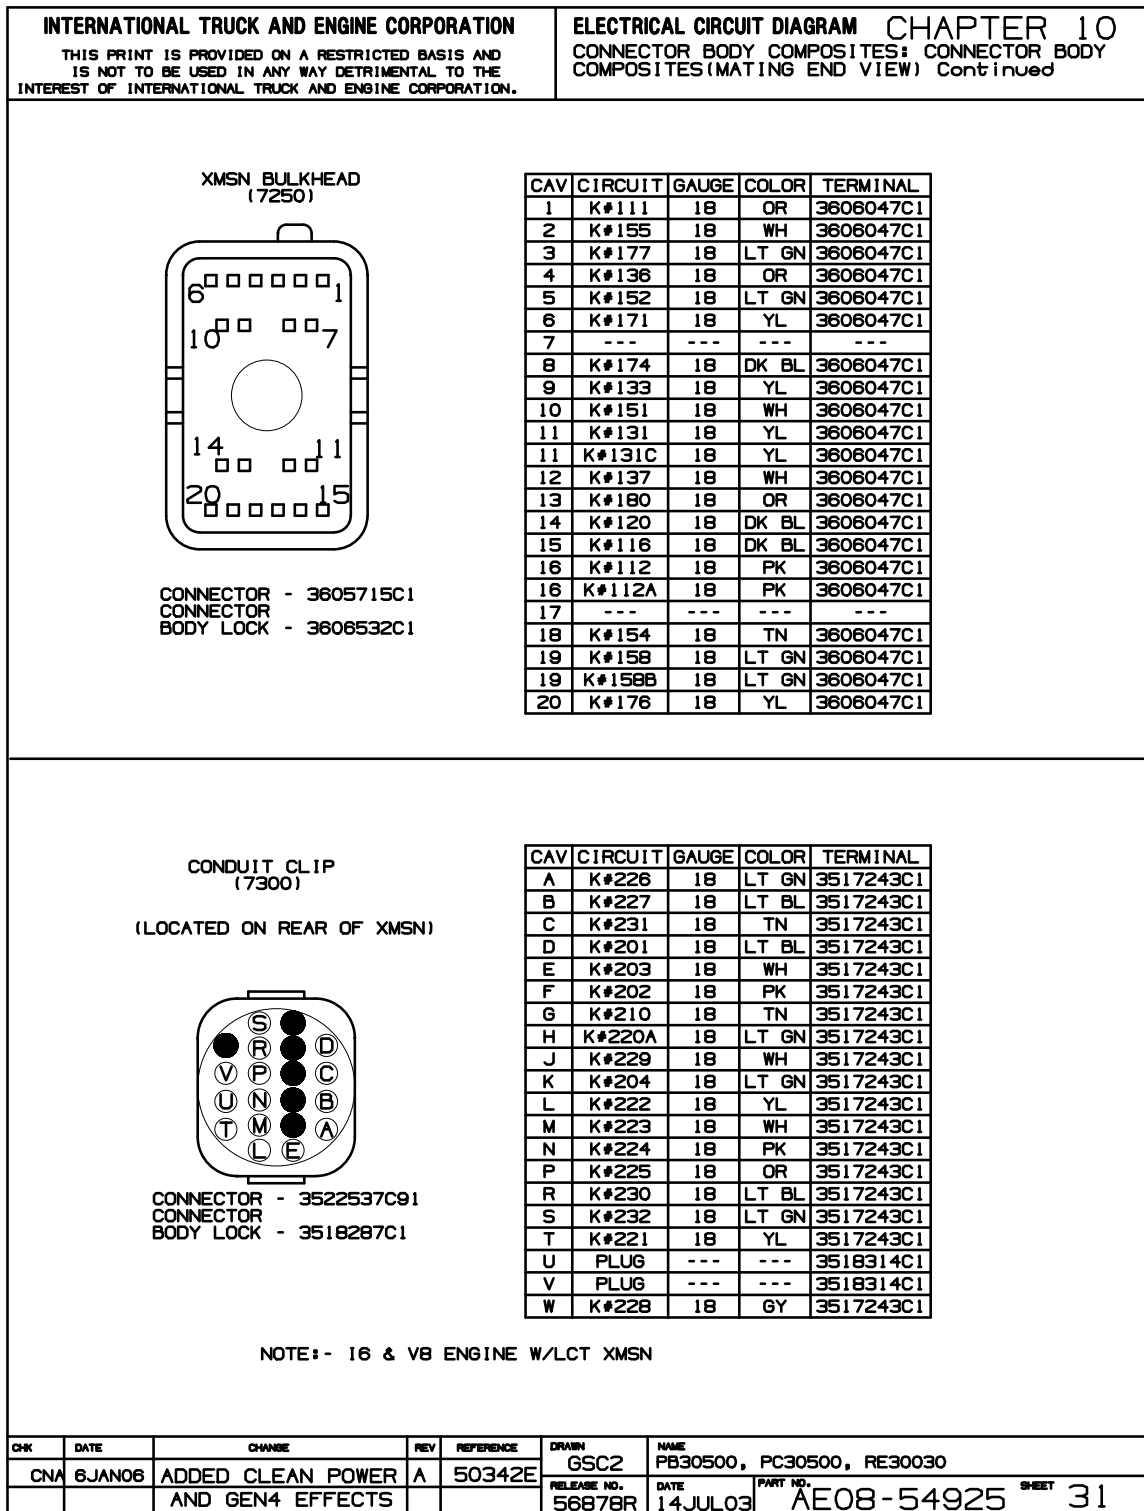 INTERNATIONAL TRUCK AND ENGINE CORPORATION
THIS PRINT IS PROVIDED ON A RESTRICTED BASIS AND
IS NOT TO BE USED IN ANY WAY DETRIMENTAL TO THE
INTEREST OF INTERNATIONAL TRUCK AND ENGINE CORPORATION.
ELECTRICAL CIRCUIT DIAGRAM CHAPTER 10
CONNECTOR BODY COMPOSITES: CONNECTOR BODY
COMPOSITES(MATING END VIEW) Continued
XMSN BULKHEAD
(7250)
6 1
10 7
14 11
20 15
CONNECTOR - 3605715C1
CONNECTOR
BODY LOCK - 3606532C1
CAV CIRCUIT GAUGE COLOR TERMINAL
1 K#111 18 OR 3606047C1
2 K#155 18 WH 3606047C1
3 K#177 18 LT GN 3606047C1
4 K#136 18 OR 3606047C1
5 K#152 18 LT GN 3606047C1
6 K#171 18 YL 3606047C1
7 --- --- --- ---
8 K#174 18 DK BL 3606047C1
9 K#133 18 YL 3606047C1
10 K#151 18 WH 3606047C1
11 K#131 18 YL 3606047C1
11 K#131C 18 YL 3606047C1
12 K#137 18 WH 3606047C1
13 K#180 18 OR 3606047C1
14 K#120 18 DK BL 3606047C1
15 K#116 18 DK BL 3606047C1
16 K#112 18 PK 3606047C1
16 K#112A 18 PK 3606047C1
17 --- --- --- ---
18 K#154 18 TN 3606047C1
19 K#158 18 LT GN 3606047C1
19 K#158B 18 LT GN 3606047C1
20 K#176 18 YL 3606047C1
CONDUIT CLIP
(7300)
(LOCATED ON REAR OF XMSN)
S
R D
V P C
U N B
T M A
L E
CONNECTOR - 3522537C91
CONNECTOR
BODY LOCK - 3518287C1
CAV CIRCUIT GAUGE COLOR TERMINAL
A K#226 18 LT GN 3517243C1
B K#227 18 LT BL 3517243C1
C K#231 18 TN 3517243C1
D K#201 18 LT BL 3517243C1
E K#203 18 WH 3517243C1
F K#202 18 PK 3517243C1
G K#210 18 TN 3517243C1
H K#220A 18 LT GN 3517243C1
J K#229 18 WH 3517243C1
K K#204 18 LT GN 3517243C1
L K#222 18 YL 3517243C1
M K#223 18 WH 3517243C1
N K#224 18 PK 3517243C1
P K#225 18 OR 3517243C1
R K#230 18 LT BL 3517243C1
S K#232 18 LT GN 3517243C1
T K#221 18 YL 3517243C1
U PLUG --- --- 3518314C1
V PLUG --- --- 3518314C1
W K#228 18 GY 3517243C1
NOTE:- I6 & V8 ENGINE W/LCT XMSN
CHK DATE CHANGE REV REFERENCE
CNA 6JAN06 ADDED CLEAN POWER A 50342E
AND GEN4 EFFECTS
DRAWN
GSC2
NAME
PB30500, PC30500, RE30030
RELEASE NO.
56878R
DATE
14JUL03
PART NO.
AE08-54925
SHEET 31